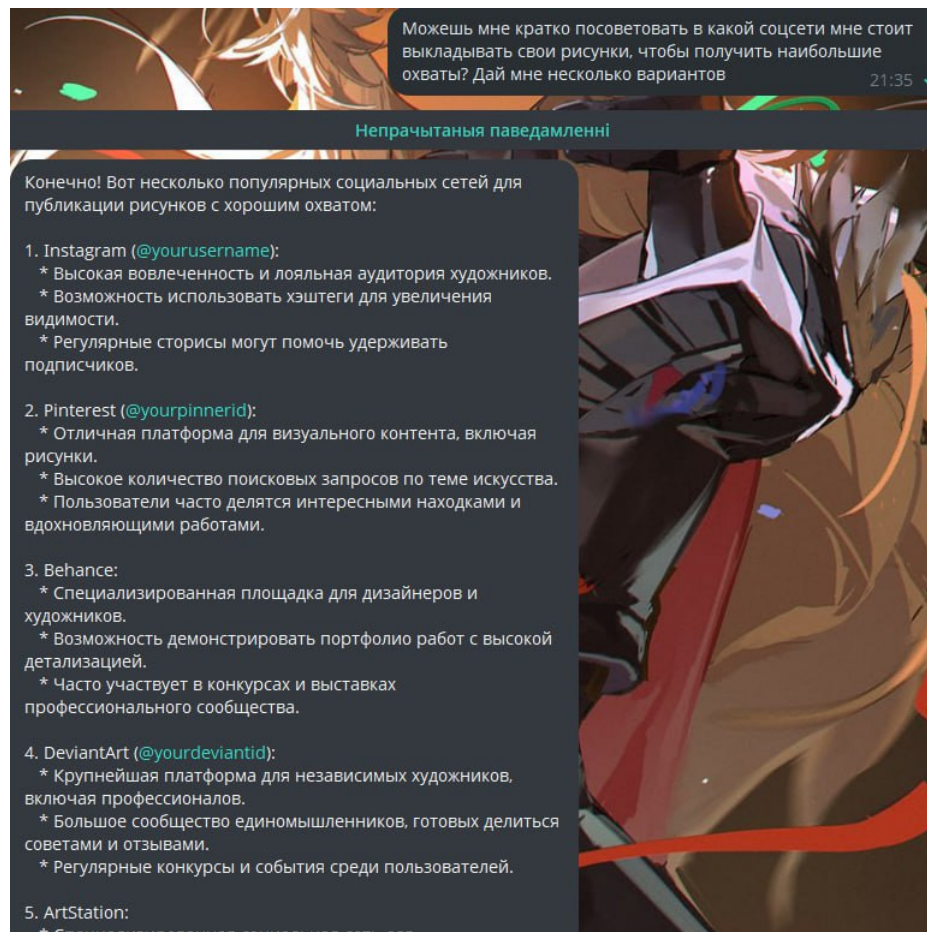 Можешь мне кратко посоветовать в какой соцсети мне стоит
выкладывать свои рисунки, чтобы получить наибольшие
охваты? Дай мне несколько вариантов
21:35
Непрачытаныя паведамленні
Конечно! Вот несколько популярных социальных сетей для
публикации рисунков с хорошим охватом:
1. Instagram (@yourusername):
* Высокая вовлеченность и лояльная аудитория художников.
* Возможность использовать хэштеги для увеличения
видимости.
* Регулярные сторисы могут помочь удерживать
подписчиков.
2. Pinterest (@yourpinnerid):
* Отличная платформа для визуального контента, включая
рисунки.
* Высокое количество поисковых запросов по теме искусства.
* Пользователи часто делятся интересными находками и
вдохновляющими работами.
3. Behance:
* Специализированная площадка для дизайнеров и
художников.
* Возможность демонстрировать портфолио работ с высокой
детализацией.
* Часто участвует в конкурсах и выставках
профессионального сообщества.
4. DeviantArt (@yourdeviantid):
* Крупнейшая платформа для независимых художников,
включая профессионалов.
* Большое сообщество единомышленников, готовых делиться
советами и отзывами.
* Регулярные конкурсы и события среди пользователей.
5. ArtStation: